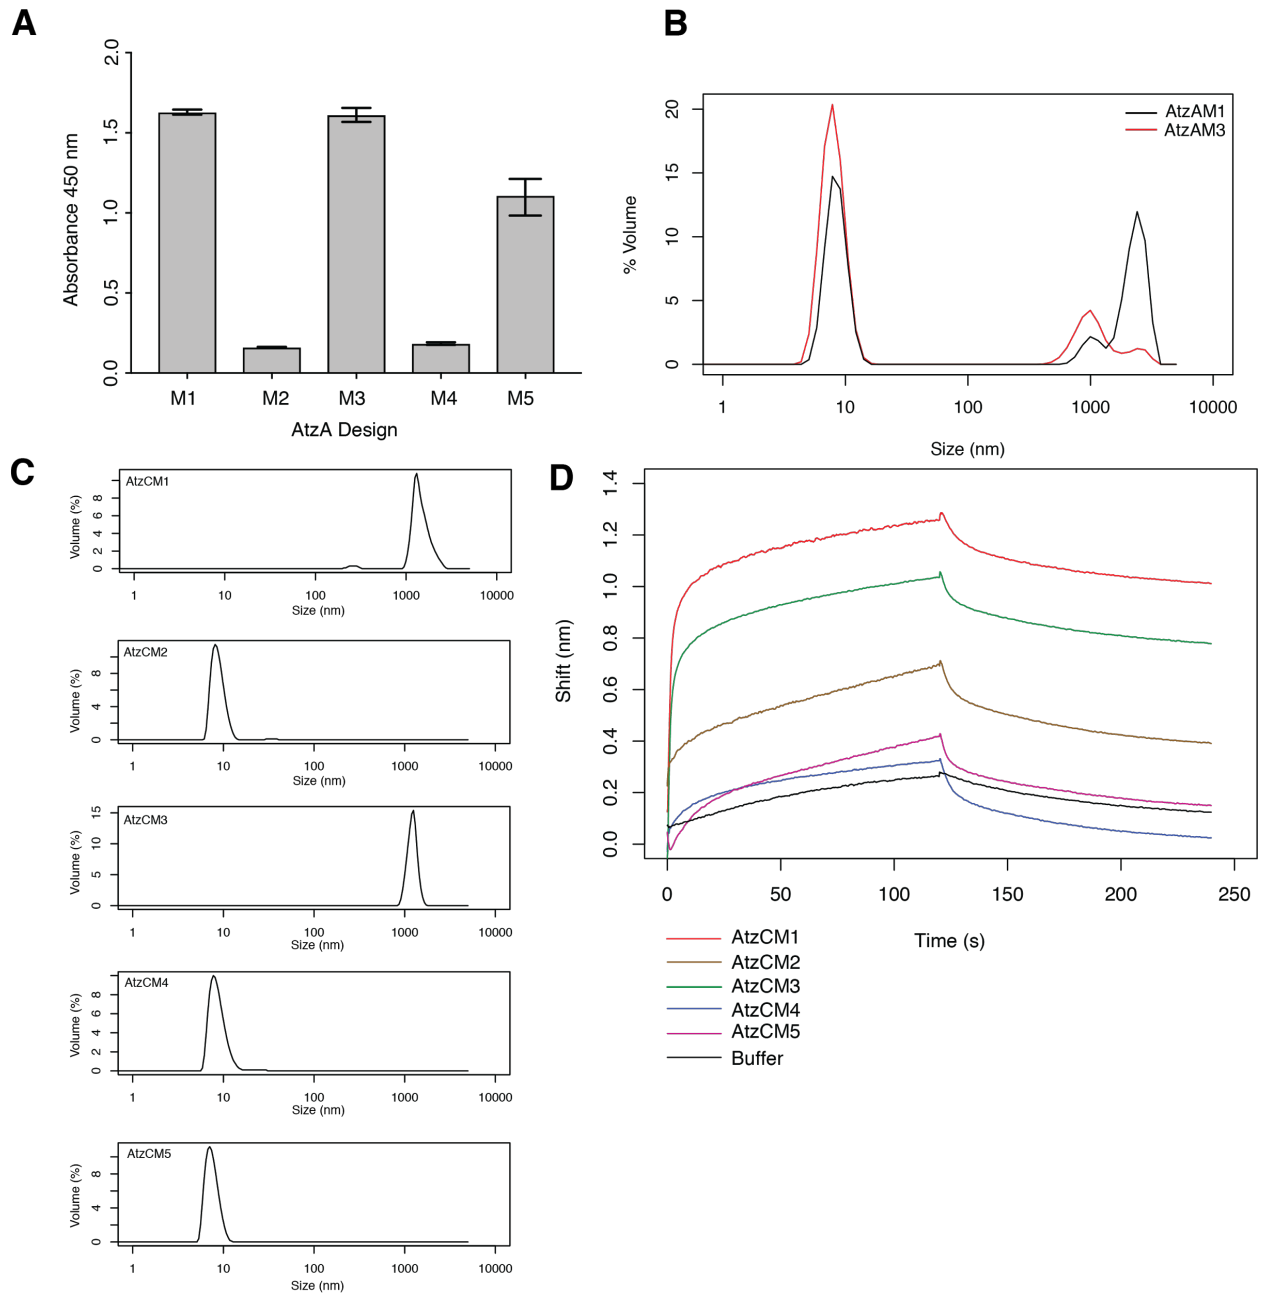 A
2.0
1.5
1.0
0.5
0.0
Absorbance 450 nm
M1 M2 M3 M4 M5
AtzA Design
B
AtzAM1
AtzAM3
20
15
10
5
0
% Volume
1 10 100 1000 10000
Size (nm)
C
AtzCM1
8
6
4
2
0
Volume (%)
1 10 100 1000 10000
Size (nm)
AtzCM2
8
4
0
Volume (%)
1 10 100 1000 10000
Size (nm)
AtzCM3
15
10
5
0
Volume (%)
1 10 100 1000 10000
Size (nm)
AtzCM4
8
6
4
2
0
Volume (%)
1 10 100 1000 10000
Size (nm)
AtzCM5
8
4
0
Volume (%)
1 10 100 1000 10000
Size (nm)
D
1.4
1.2
1.0
0.8
0.6
0.4
0.2
0.0
Shift (nm)
0 50 100 150 200 250
Time (s)
AtzCM1
AtzCM2
AtzCM3
AtzCM4
AtzCM5
Buffer